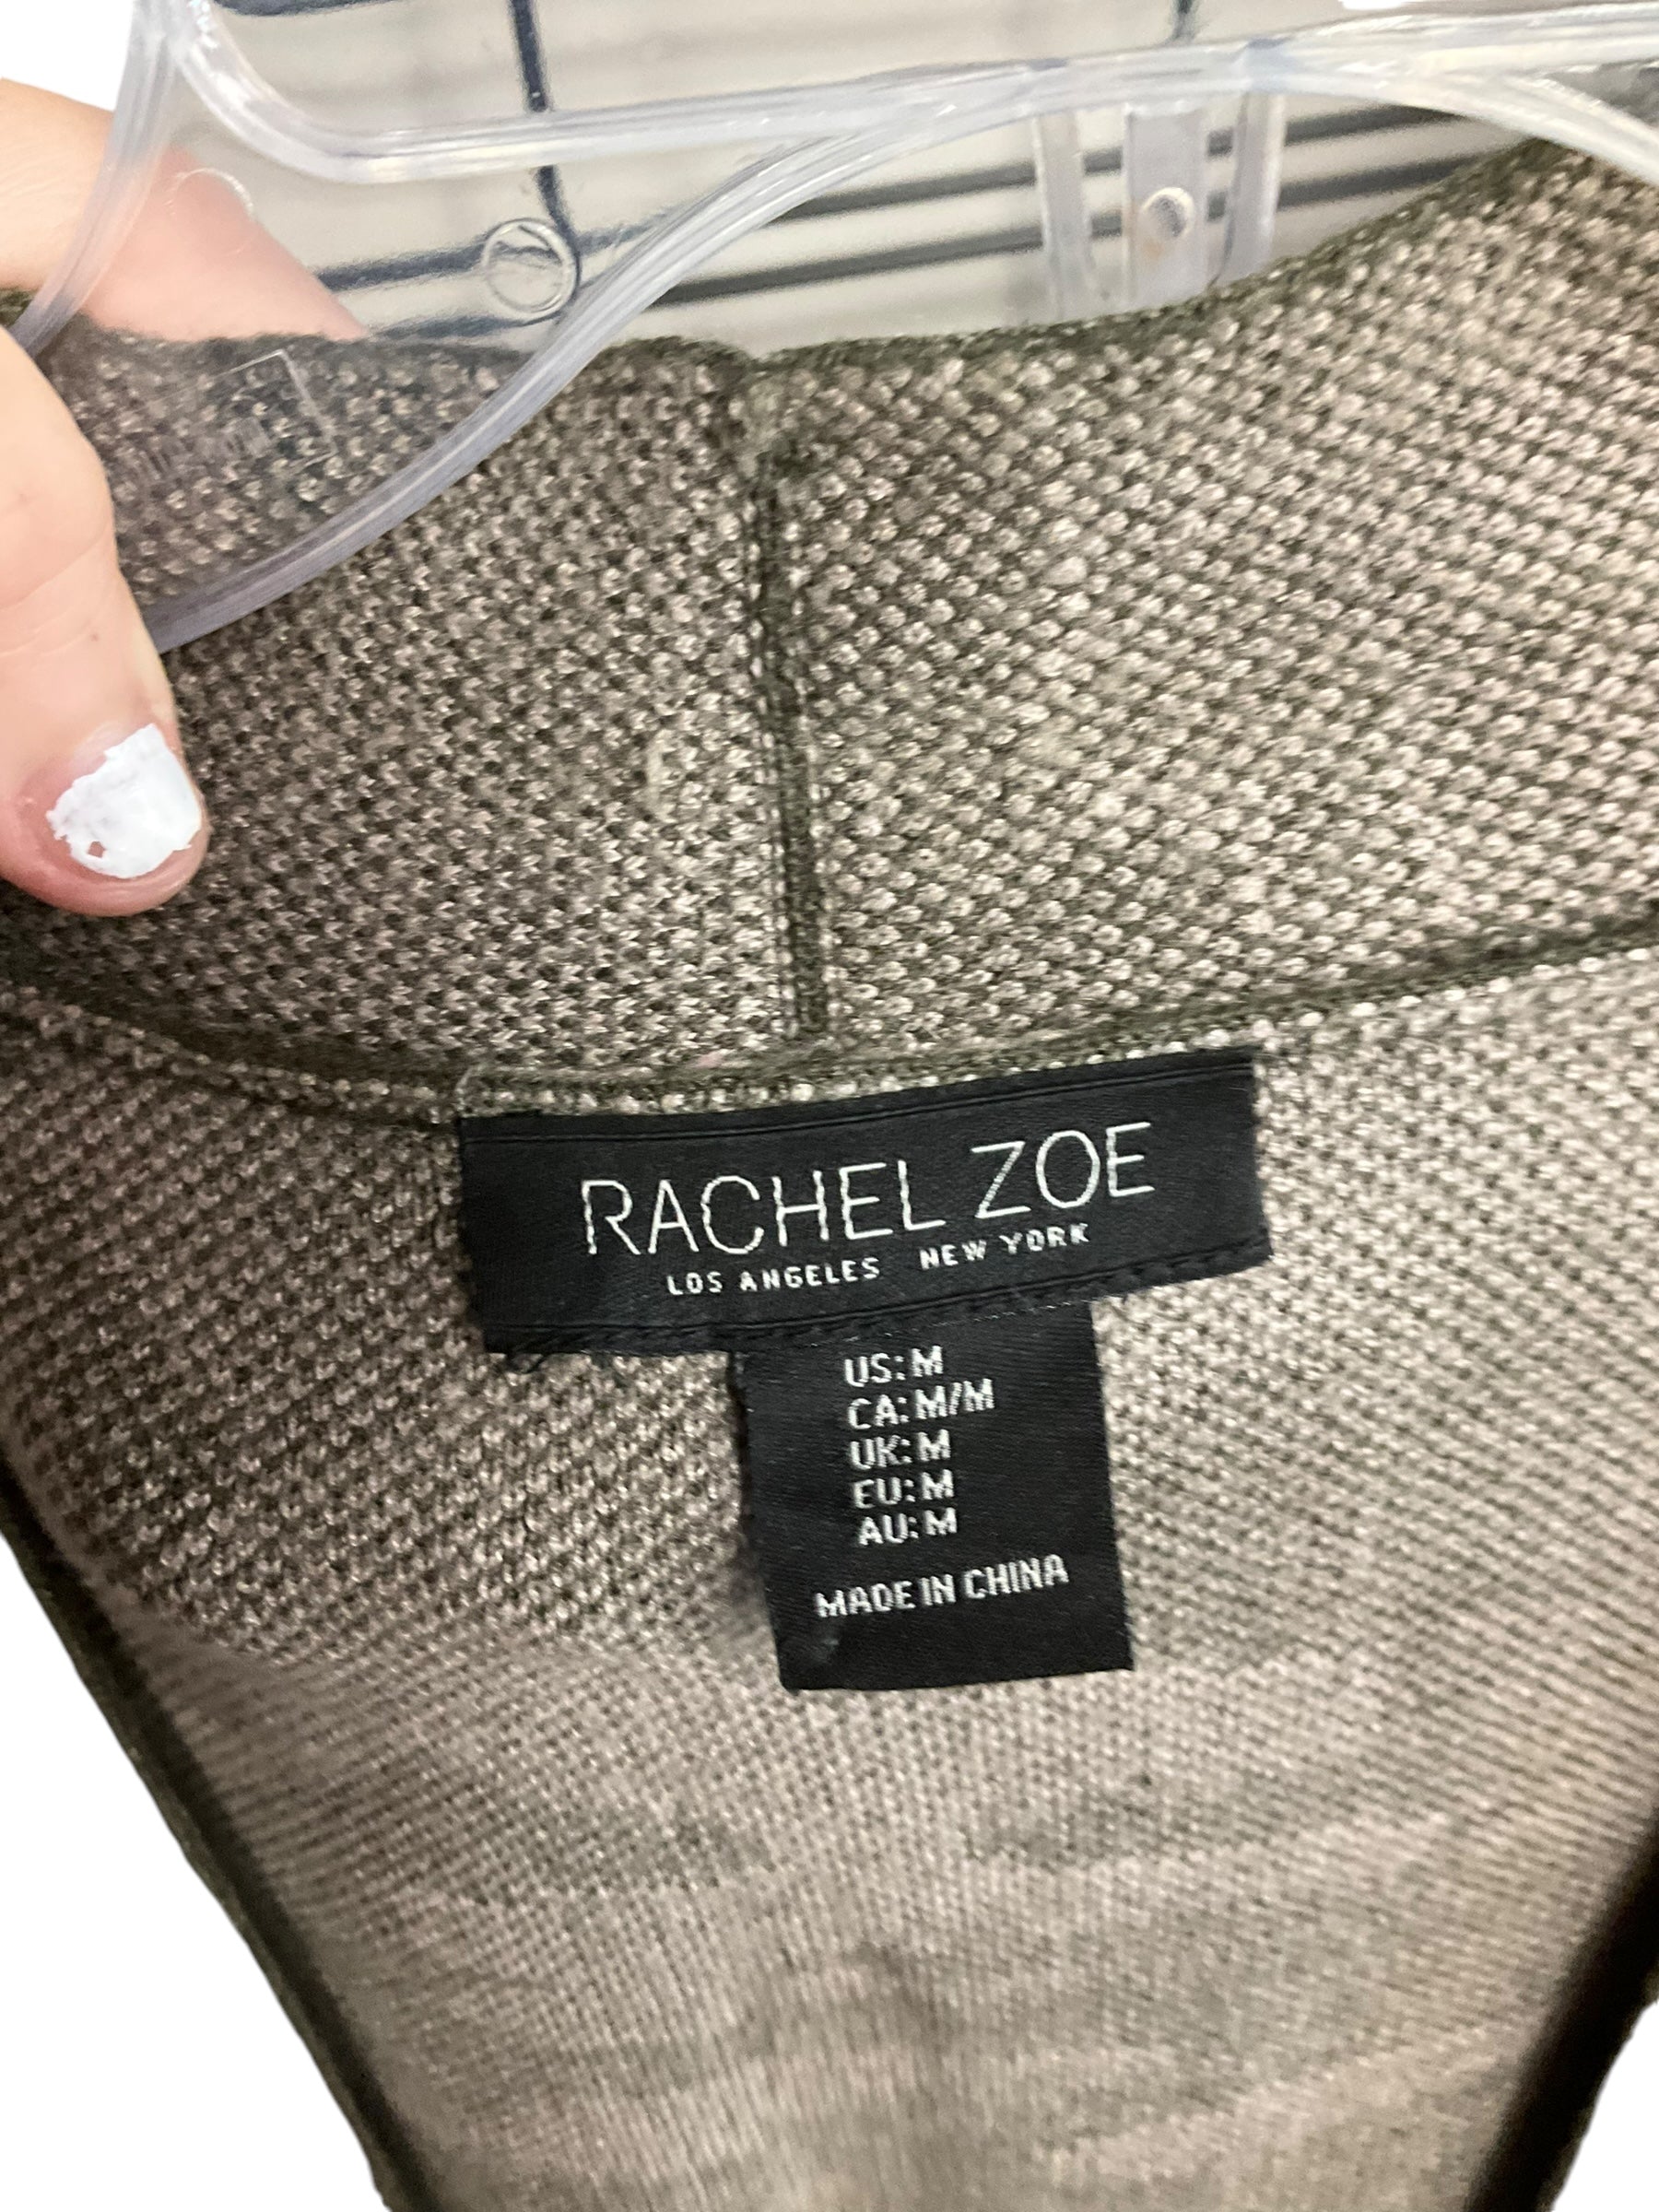 RACHEL ZOE
LOS ANGELES NEW YORK
US: M
CA: M/M
UK: M
EU: M
AU: M
MADE IN CHINA